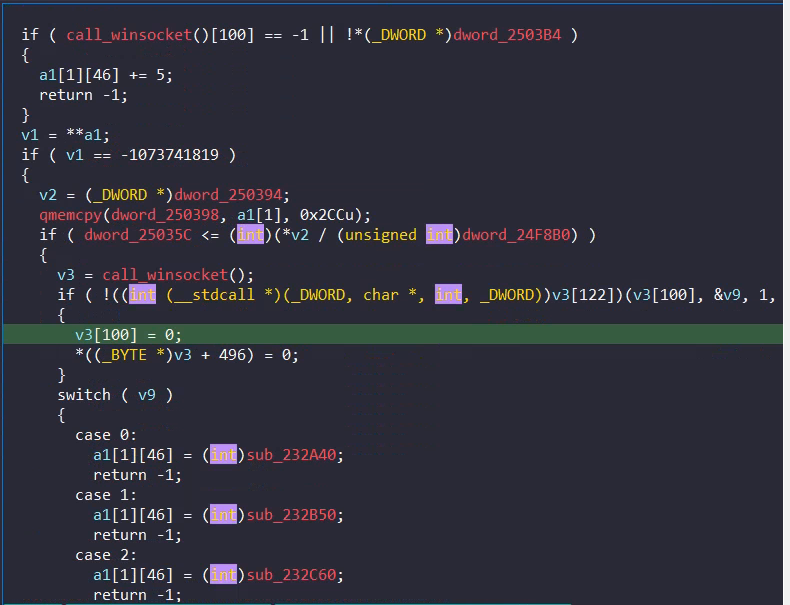 if ( call_winsocket()[100] == -1 || !*(_DWORD *)dword_2503B4 )
{
a1[1][46] += 5;
return -1;
}
v1 = **a1;
if ( v1 == -1073741819 )
{
v2 = (_DWORD *)dword_250394;
qmemcpy(dword_250398, a1[1], 0x2CCu);
if ( dword_25035C <= (int)(*v2 / (unsigned int)dword_24F8B0) )
{
v3 = call_winsocket();
if ( !((int (__stdcall *)(_DWORD, char *, int, _DWORD))v3[122])(v3[100], &v9, 1,
{
v3[100] = 0;
*((_BYTE *)v3 + 496) = 0;
}
switch ( v9 )
{
case 0:
a1[1][46] = (int)sub_232A40;
return -1;
case 1:
a1[1][46] = (int)sub_232B50;
return -1;
case 2:
a1[1][46] = (int)sub_232C60;
return -1;